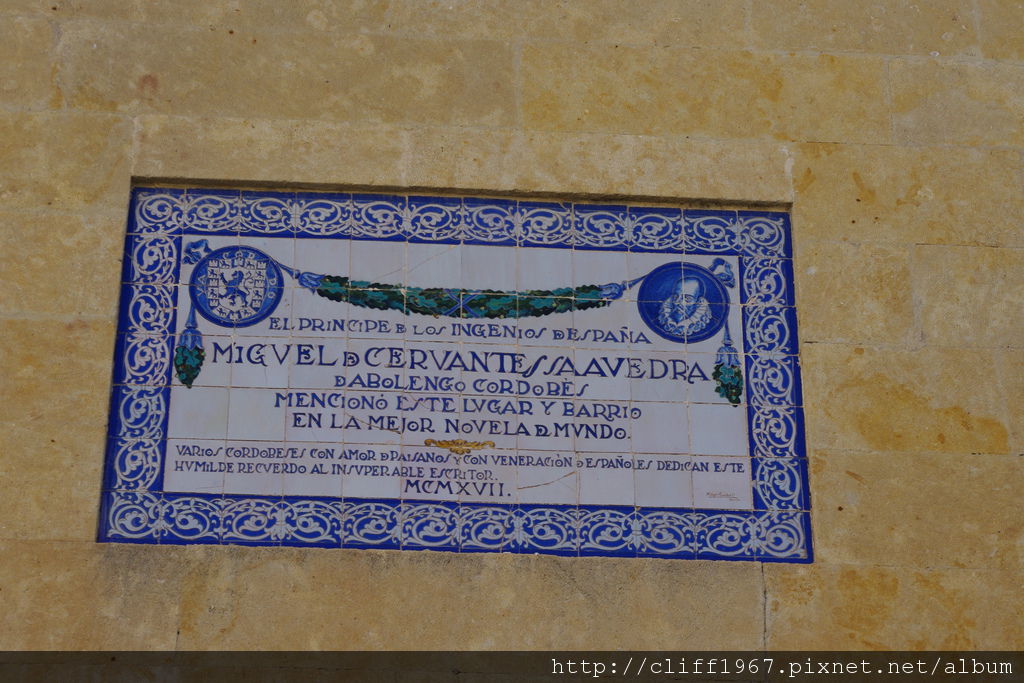 EL PRINCIPE D LOS INGENIOS DESPAÑA
MIGVEL D CERVANTES SAAVEDRA
DABOLENGO CORDOBÉS
MENCIONÓ ESTE LVGAR Y BARRIO
EN LA MEJOR NOVELA D MVNDO.
VARIOS CORDOBESES CON AMOR D PAISANOS Y CON VENERACIÓN D ESPAÑOLES DEDICAN ESTE
HVMILDE RECVERDO AL INSVPERABLE ESCRITOR.
MCMXVII.
http://cliff1967.pixnet.net/album